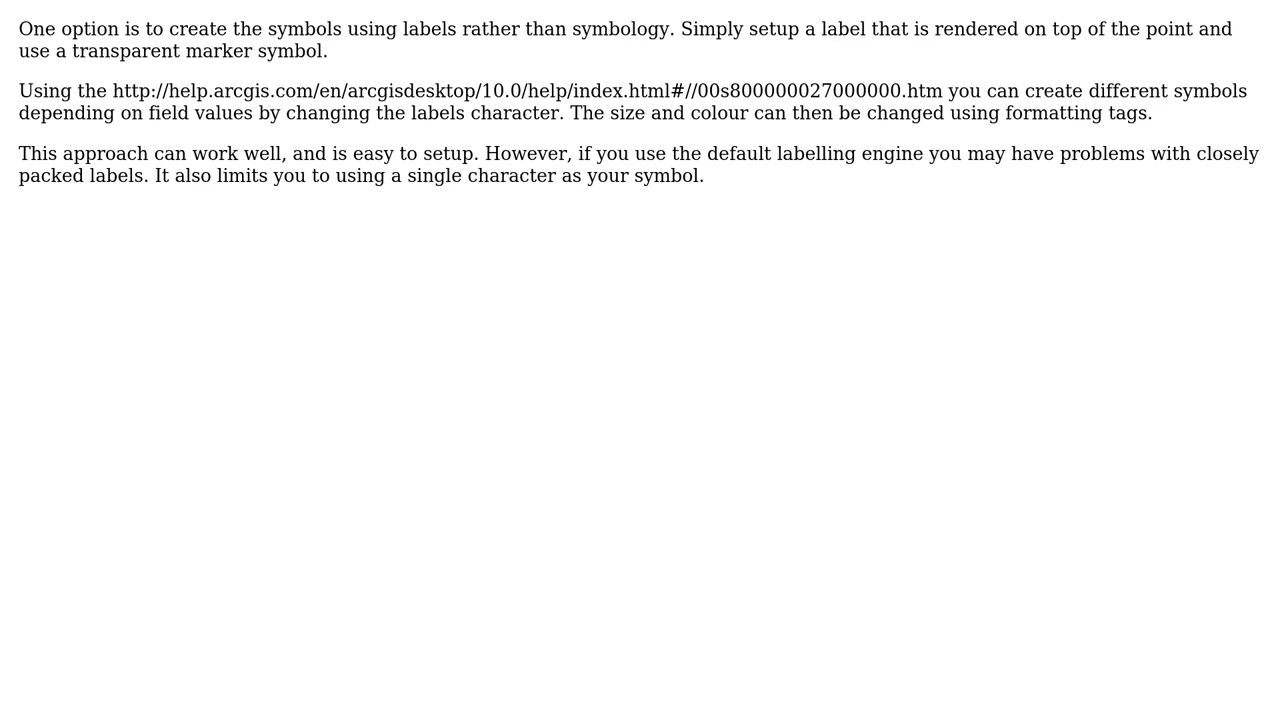 One option is to create the symbols using labels rather than symbology. Simply setup a label that is rendered on top of the point and
use a transparent marker symbol.
Using the http://help.arcgis.com/en/arcgisdesktop/10.0/help/index.html#//00s800000027000000.htm you can create different symbols
depending on field values by changing the labels character. The size and colour can then be changed using formatting tags.
This approach can work well, and is easy to setup. However, if you use the default labelling engine you may have problems with closely
packed labels. It also limits you to using a single character as your symbol.